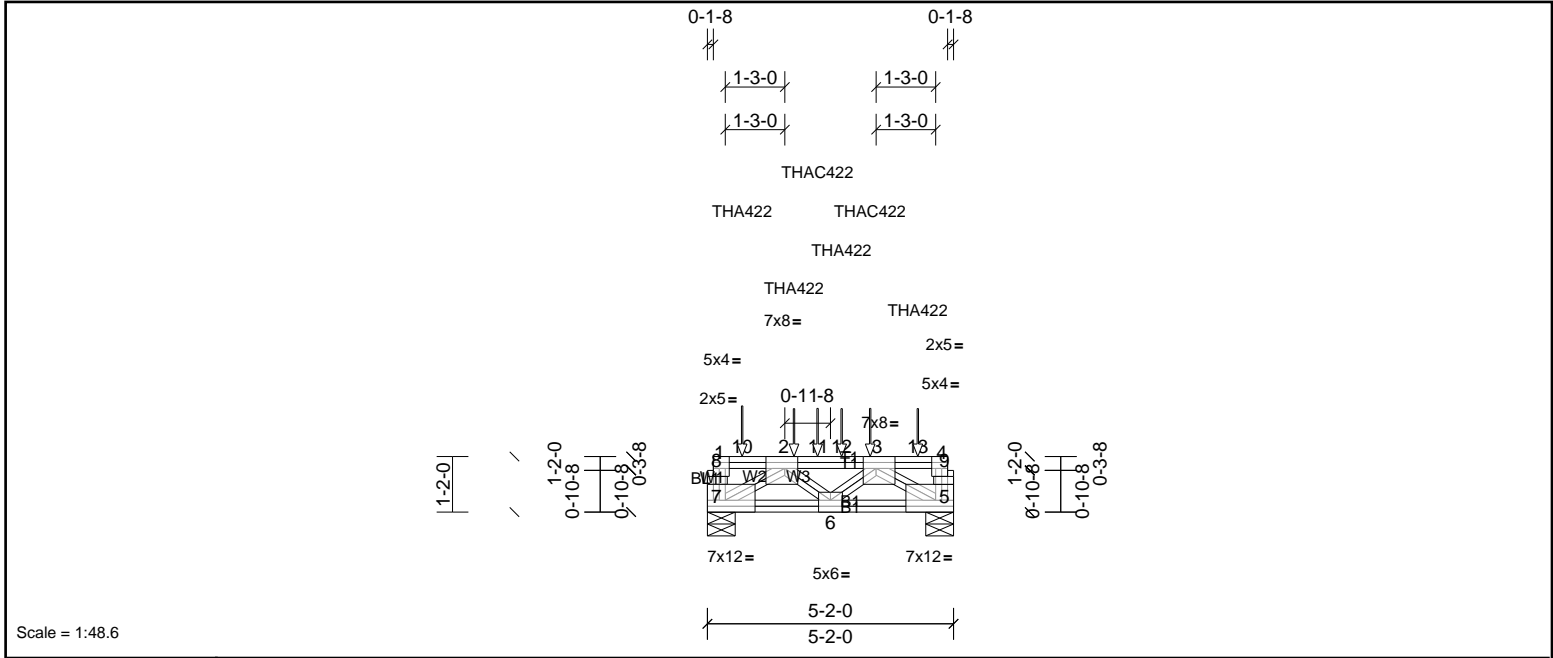 0-1-8 0-1-8
1-3-0 1-3-0
1-3-0 1-3-0
THAC422
THA422 THAC422
THA422
THA422
THA422
7x8=
2x5=
5x4=
5x4=
2x5= 0-11-8
7x8=
1 10 2 11 12 3 13 4
8 T1 9
1-2-0 1-2-0 0-10-8 0-10-8 0-3-8
BL1 W1 W2 W3
1-2-0 0-10-8 0-10-8 0-3-8
7 B1 5
B1
6
7x12= 7x12=
5x6=
5-2-0
5-2-0
Scale = 1:48.6